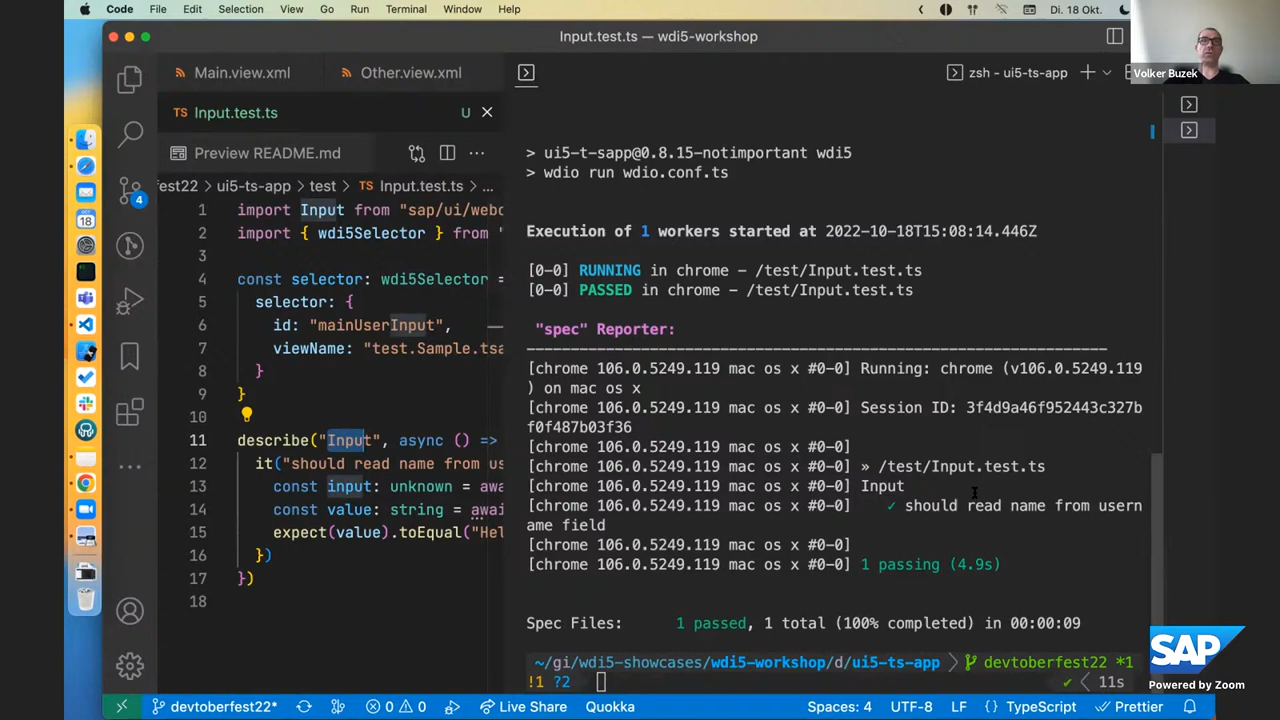 Code File Edit Selection View Go Run Terminal Window Help Di. 18 Okt.
Input.test.ts — wdi5-workshop
Volker Buzek
Main.view.xml Other.view.xml
zsh - ui5-ts-app
TS Input.test.ts U
Preview README.md
fest22 > ui5-ts-app > test > TS Input.test.ts > ...
1 import Input from "sap/ui/webc
2 import { wdi5Selector } from "
3
4 const selector: wdi5Selector =
5 selector: {
6 id: "mainUserInput",
7 viewName: "test.Sample.tsa
8 }
9 }
10
11 describe("Input", async () =>
12 it("should read name from us
13 const input: unknown = awa
14 const value: string = awai
15 expect(value).toEqual("Hel
16 })
17 })
18
> ui5-t-sapp@0.8.15-notimportant wdi5
> wdio run wdio.conf.ts
Execution of 1 workers started at 2022-10-18T15:08:14.446Z
[0-0] RUNNING in chrome - /test/Input.test.ts
[0-0] PASSED in chrome - /test/Input.test.ts
"spec" Reporter:
------------------------------------------------------------------
[chrome 106.0.5249.119 mac os x #0-0] Running: chrome (v106.0.5249.119
) on mac os x
[chrome 106.0.5249.119 mac os x #0-0] Session ID: 3f4d9a46f952443c327b
f0f487b03f36
[chrome 106.0.5249.119 mac os x #0-0]
[chrome 106.0.5249.119 mac os x #0-0] » /test/Input.test.ts
[chrome 106.0.5249.119 mac os x #0-0] Input
[chrome 106.0.5249.119 mac os x #0-0] ✓ should read name from usern
ame field
[chrome 106.0.5249.119 mac os x #0-0]
[chrome 106.0.5249.119 mac os x #0-0] 1 passing (4.9s)
Spec Files: 1 passed, 1 total (100% completed) in 00:00:09
~/gi/wdi5-showcases/wdi5-workshop/d/ui5-ts-app devtoberfest22 *1
!1 ?2 ✓ 11s
4
18
SAP
Powered by Zoom
devtoberfest22* 0 0 Live Share Quokka Spaces: 4 UTF-8 LF TypeScript Prettier